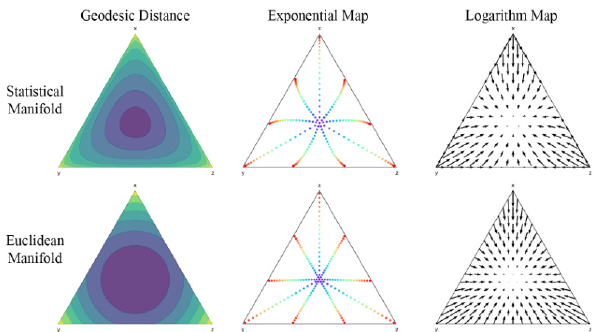 Geodesic Distance Exponential Map Logarithm Map
x x x
Statistical
Manifold
y z y z y z
x x x
Euclidean
Manifold
y z y z y z